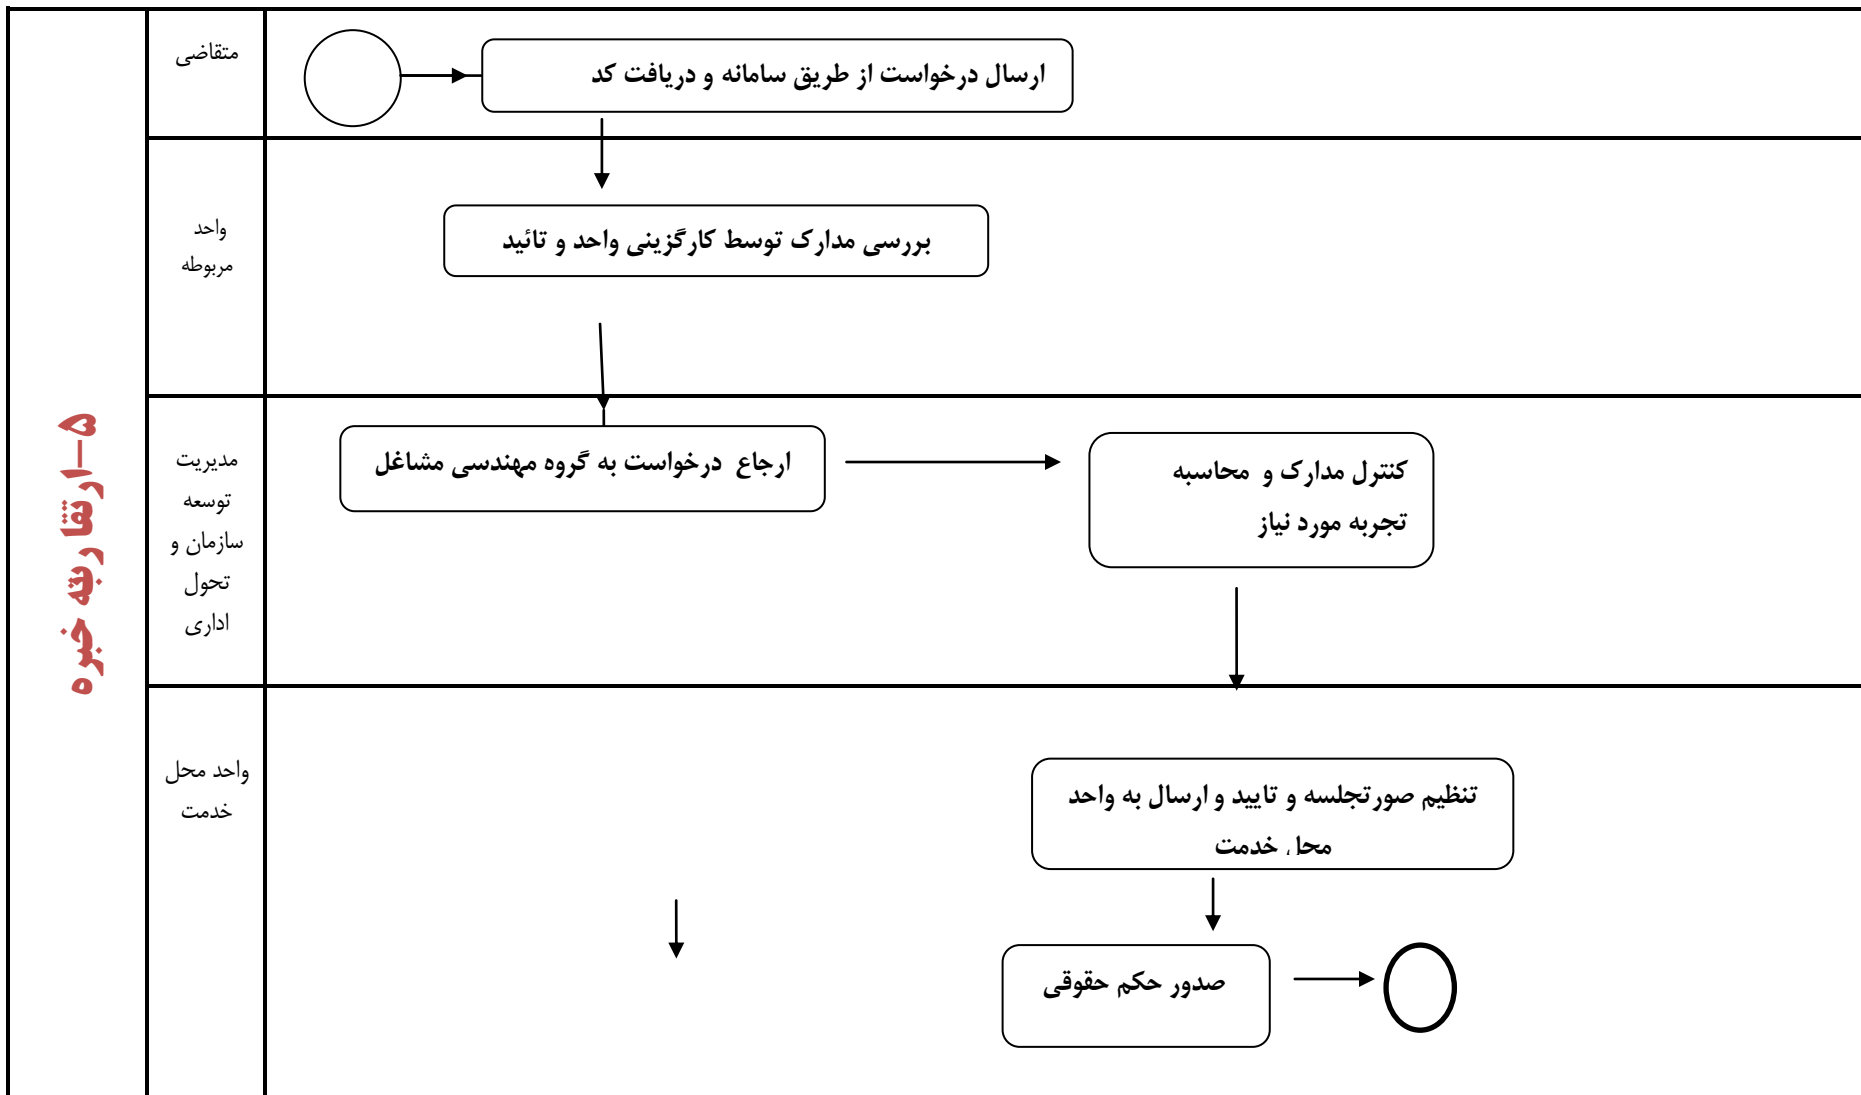 ۵–ارتقا رتبه خبره
متقاضی
ارسال درخواست از طریق سامانه و دریافت کد
واحد
مربوطه
بررسی مدارک توسط کارگزینی واحد و تائید
مدیریت
توسعه
سازمان و
تحول
اداری
ارجاع درخواست به گروه مهندسی مشاغل
کنترل مدارک و محاسبه
تجربه مورد نیاز
واحد محل
خدمت
تنظیم صورتجلسه و تایید و ارسال به واحد
محل خدمت
صدور حکم حقوقی